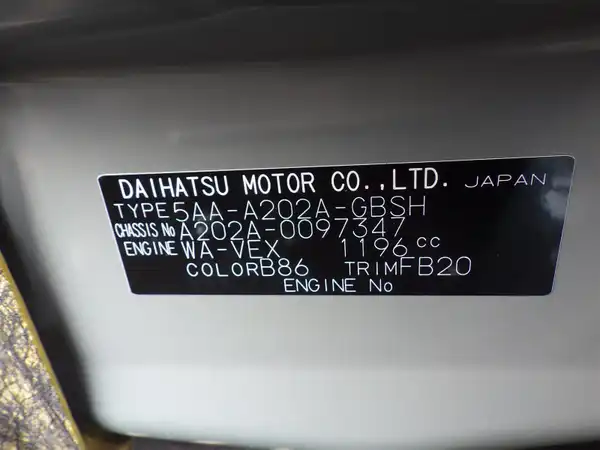 DAIHATSU MOTOR CO.,LTD. JAPAN
TYPE 5AA-A202A-GBSH
CHASSIS No A202A-0097347
ENGINE WA-VEX 1196 cc
COLOR B86 TRIM FB20
ENGINE No